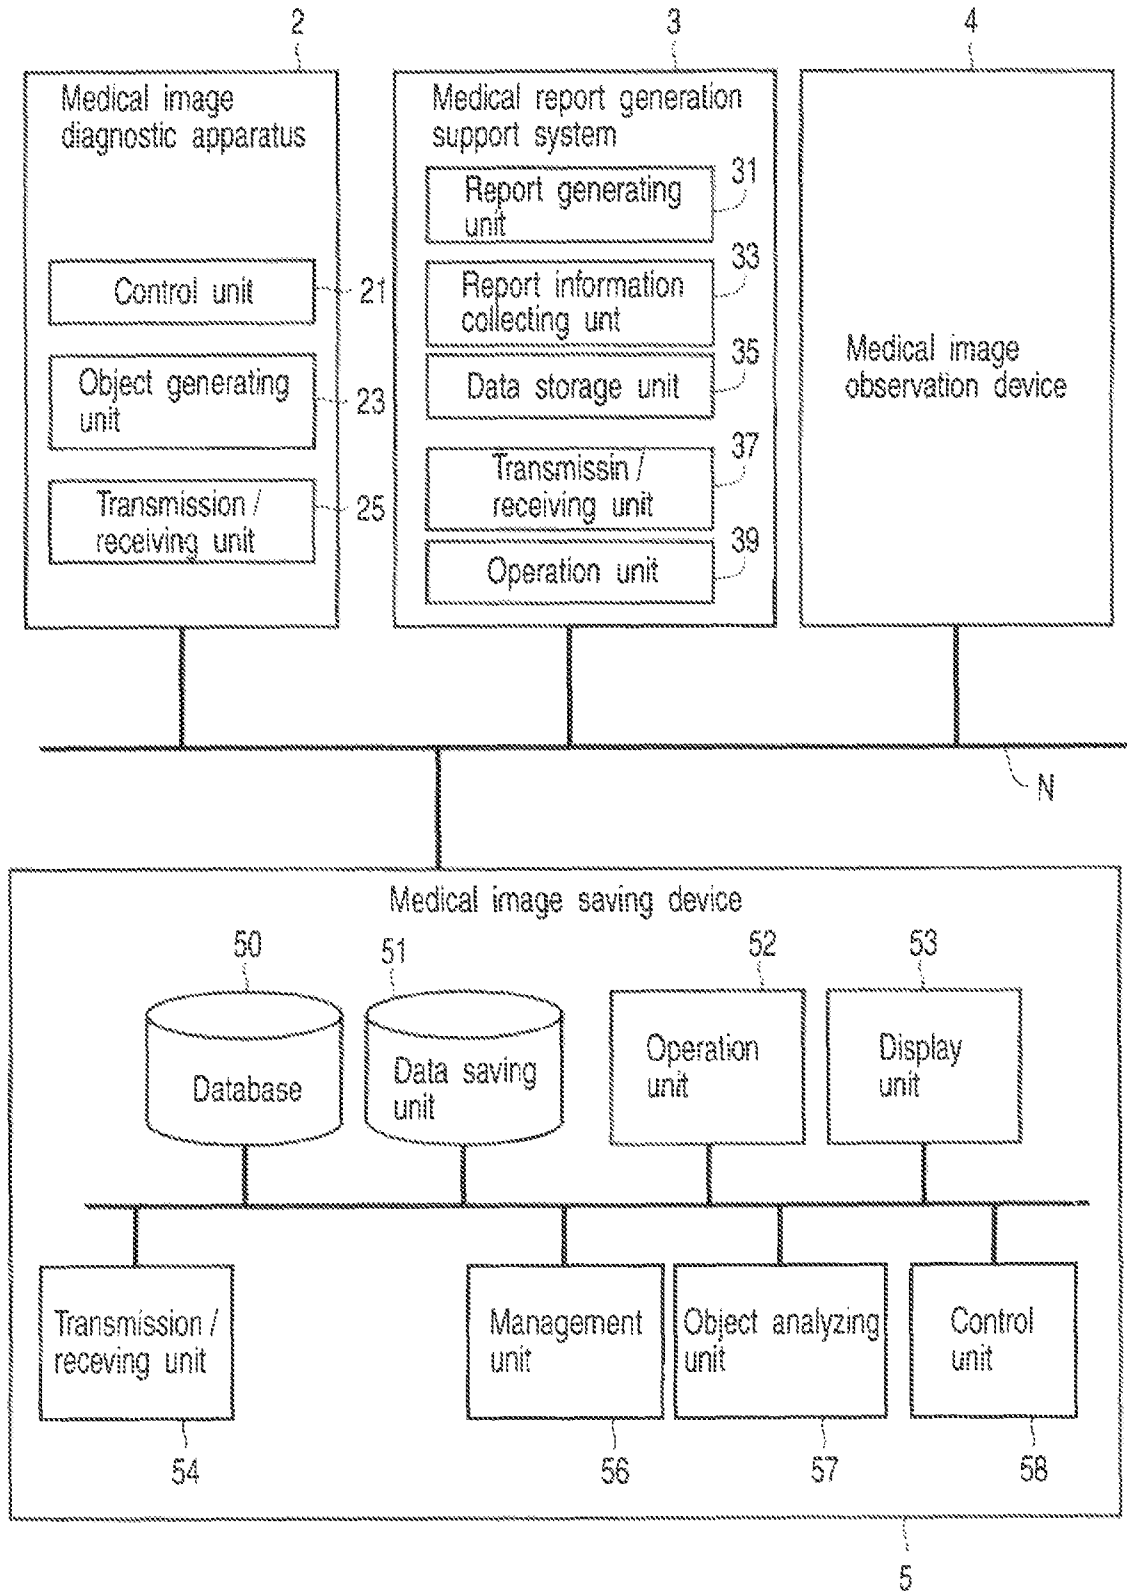 2
3
4
Medical image
diagnostic apparatus
Control unit
21
Object generating
unit
23
Transmission /
receiving unit
25
Medical report generation
support system
Report generating
unit
31
Report information
collecting unt
33
Data storage unit
35
Transmissin /
receiving unit
37
Operation unit
39
Medical image
observation device
N
Medical image saving device
50
51
52
53
Database
Data saving
unit
Operation
unit
Display
unit
Transmission /
receving unit
Management
unit
Object analyzing
unit
Control
unit
54
56
57
58
5